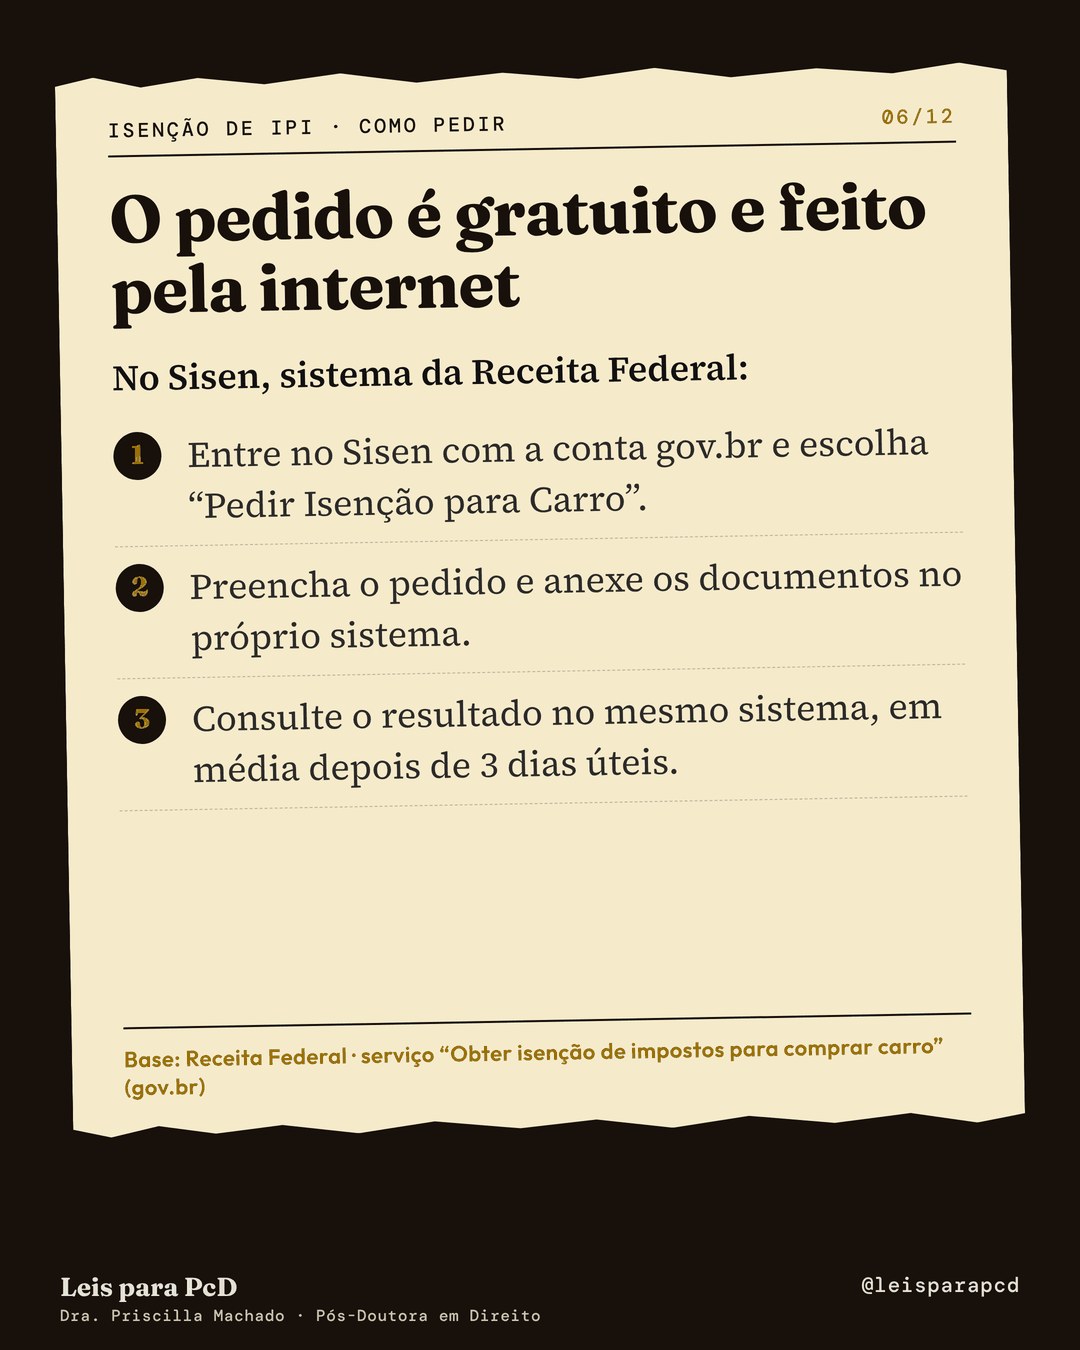 ISENÇÃO DE IPI · COMO PEDIR
06/12
O pedido é gratuito e feito
pela internet
No Sisen, sistema da Receita Federal:
1 Entre no Sisen com a conta gov.br e escolha
“Pedir Isenção para Carro”.
2 Preencha o pedido e anexe os documentos no
próprio sistema.
3 Consulte o resultado no mesmo sistema, em
média depois de 3 dias úteis.
Base: Receita Federal · serviço “Obter isenção de impostos para comprar carro”
(gov.br)
Leis para PcD
@leisparapcd
Dra. Priscilla Machado · Pós-Doutora em Direito